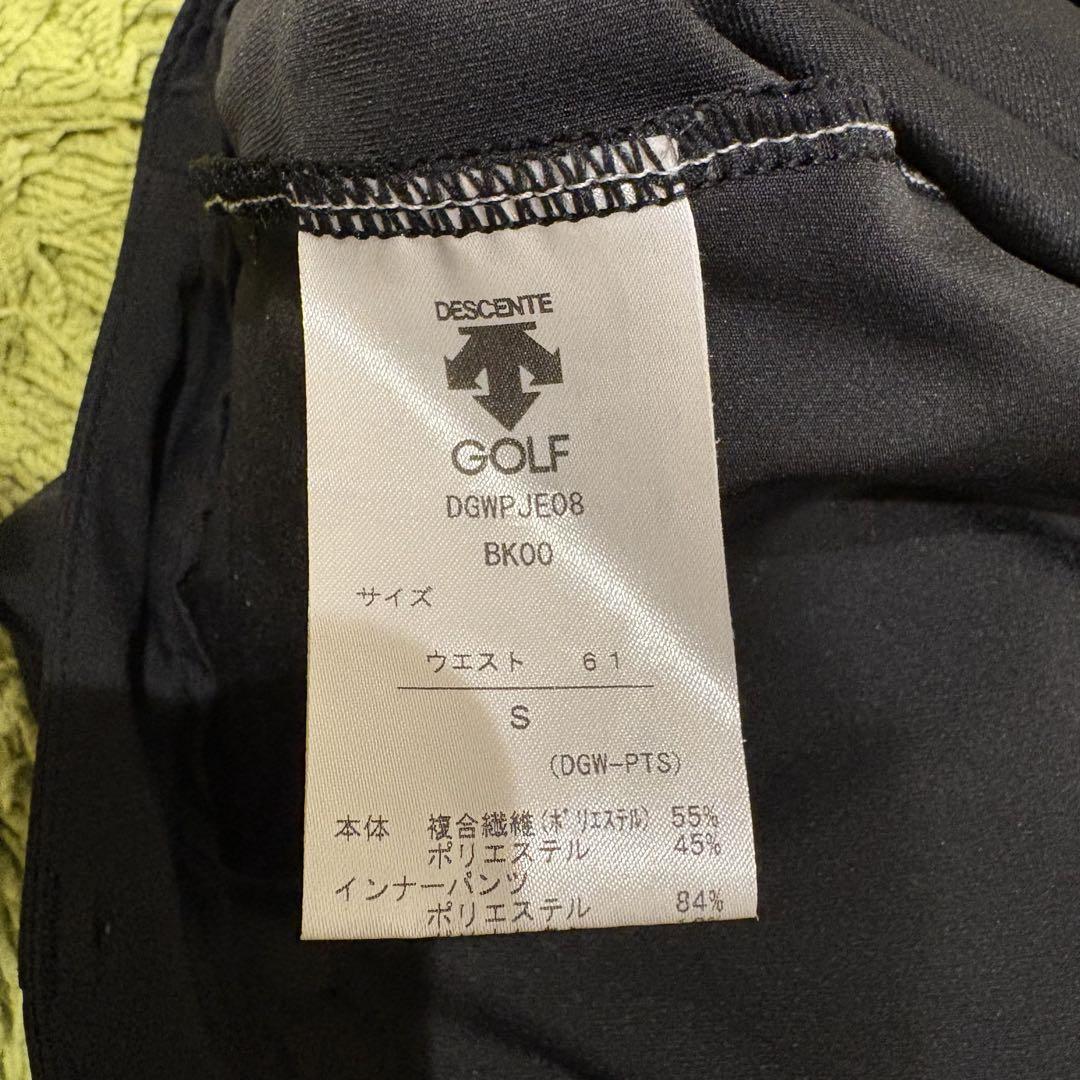 DESCENTE
GOLF
DGWPJE08
BK00
サイズ
ウエスト 61
S
(DGW-PTS)
本体 複合繊維(ポリエステル) 55%
ポリエステル 45%
インナーパンツ
ポリエステル 84%